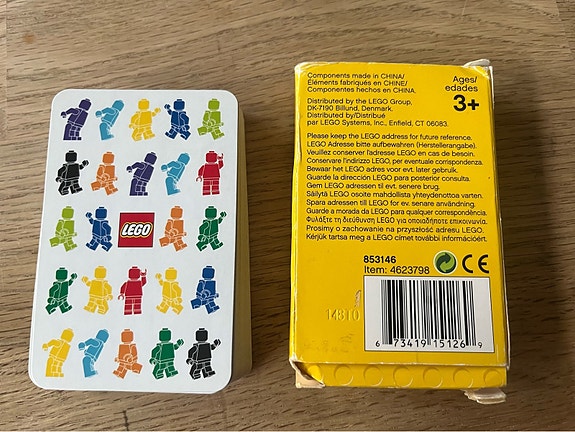 LEGO
Components made in CHINA/
Éléments fabriqués en CHINE/
Componentes hechos en CHINA.
Ages/
edades
3+
Distributed by the LEGO Group,
DK-7190 Billund, Denmark.
Distributed by/Distribué
par LEGO Systems, Inc., Enfield, CT 06083.
Please keep the LEGO address for future reference.
LEGO Adresse bitte aufbewahren (Herstellerangabe).
Veuillez conserver l'adresse LEGO en cas de besoin.
Conservare l'indirizzo LEGO, per eventuale corrispondenza.
Bewaar het LEGO adres voor evt. later gebruik.
Guarde la dirección LEGO para posterior consulta.
Gem LEGO adressen til evt. senere brug.
Säilytä LEGO osoite mahdollista yhteydenottoa varten.
Spara adressen till LEGO för ev. senare användning.
Guarde a morada da LEGO para qualquer correspondência.
Φυλάξτε τη διεύθυνση LEGO για οποιαδήποτε επικοινωνία.
Prosimy o zachowanie na przyszłość adresu LEGO.
Kérjük tartsa meg a LEGO címet további információért.
853146
Item: 4623798
CE
6 73419 15126 9